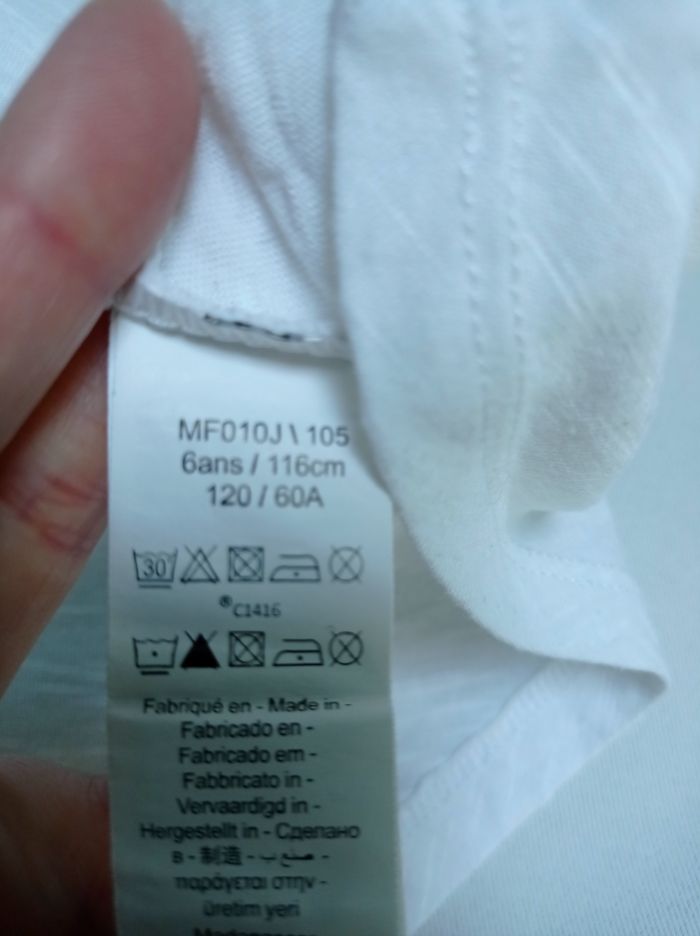 MF010J \ 105
6ans / 116cm
120 / 60A
30
®C1416
Fabriqué en - Made in -
Fabricado en -
Fabricado em -
Fabbricato in -
Vervaardigd in -
Hergestellt in - Сделано
в - 制造 - صنع ب -
παράγεται στην -
üretim yeri
Madagascar